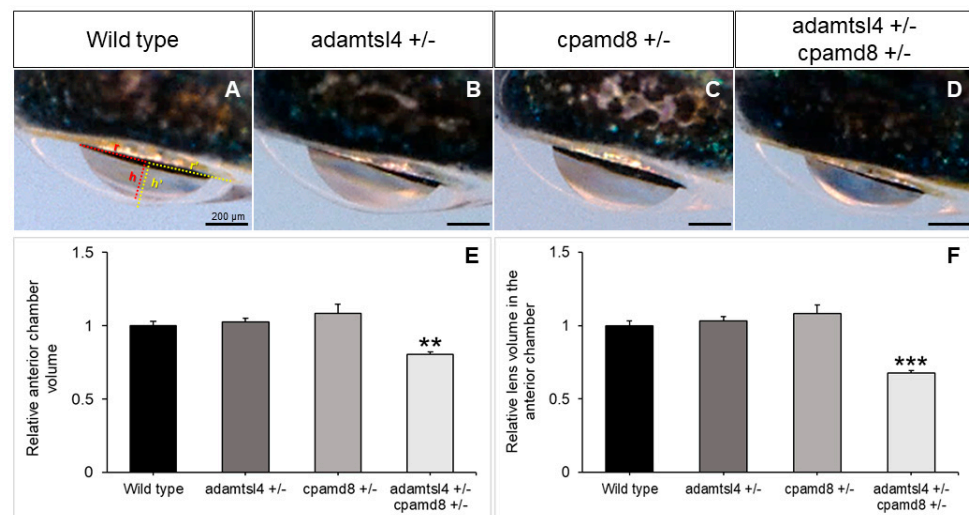 Wild type
adamtsl4 +/-
cpamd8 +/-
adamtsl4 +/-
cpamd8 +/-
A
r
r'
h
h'
200 µm
B
C
D
E
1.5
1
0.5
0
Relative anterior chamber
volume
**
Wild type
adamtsl4 +/-
cpamd8 +/-
adamtsl4 +/-
cpamd8 +/-
F
1.5
1
0.5
0
Relative lens volume in the
anterior chamber
***
Wild type
adamtsl4 +/-
cpamd8 +/-
adamtsl4 +/-
cpamd8 +/-